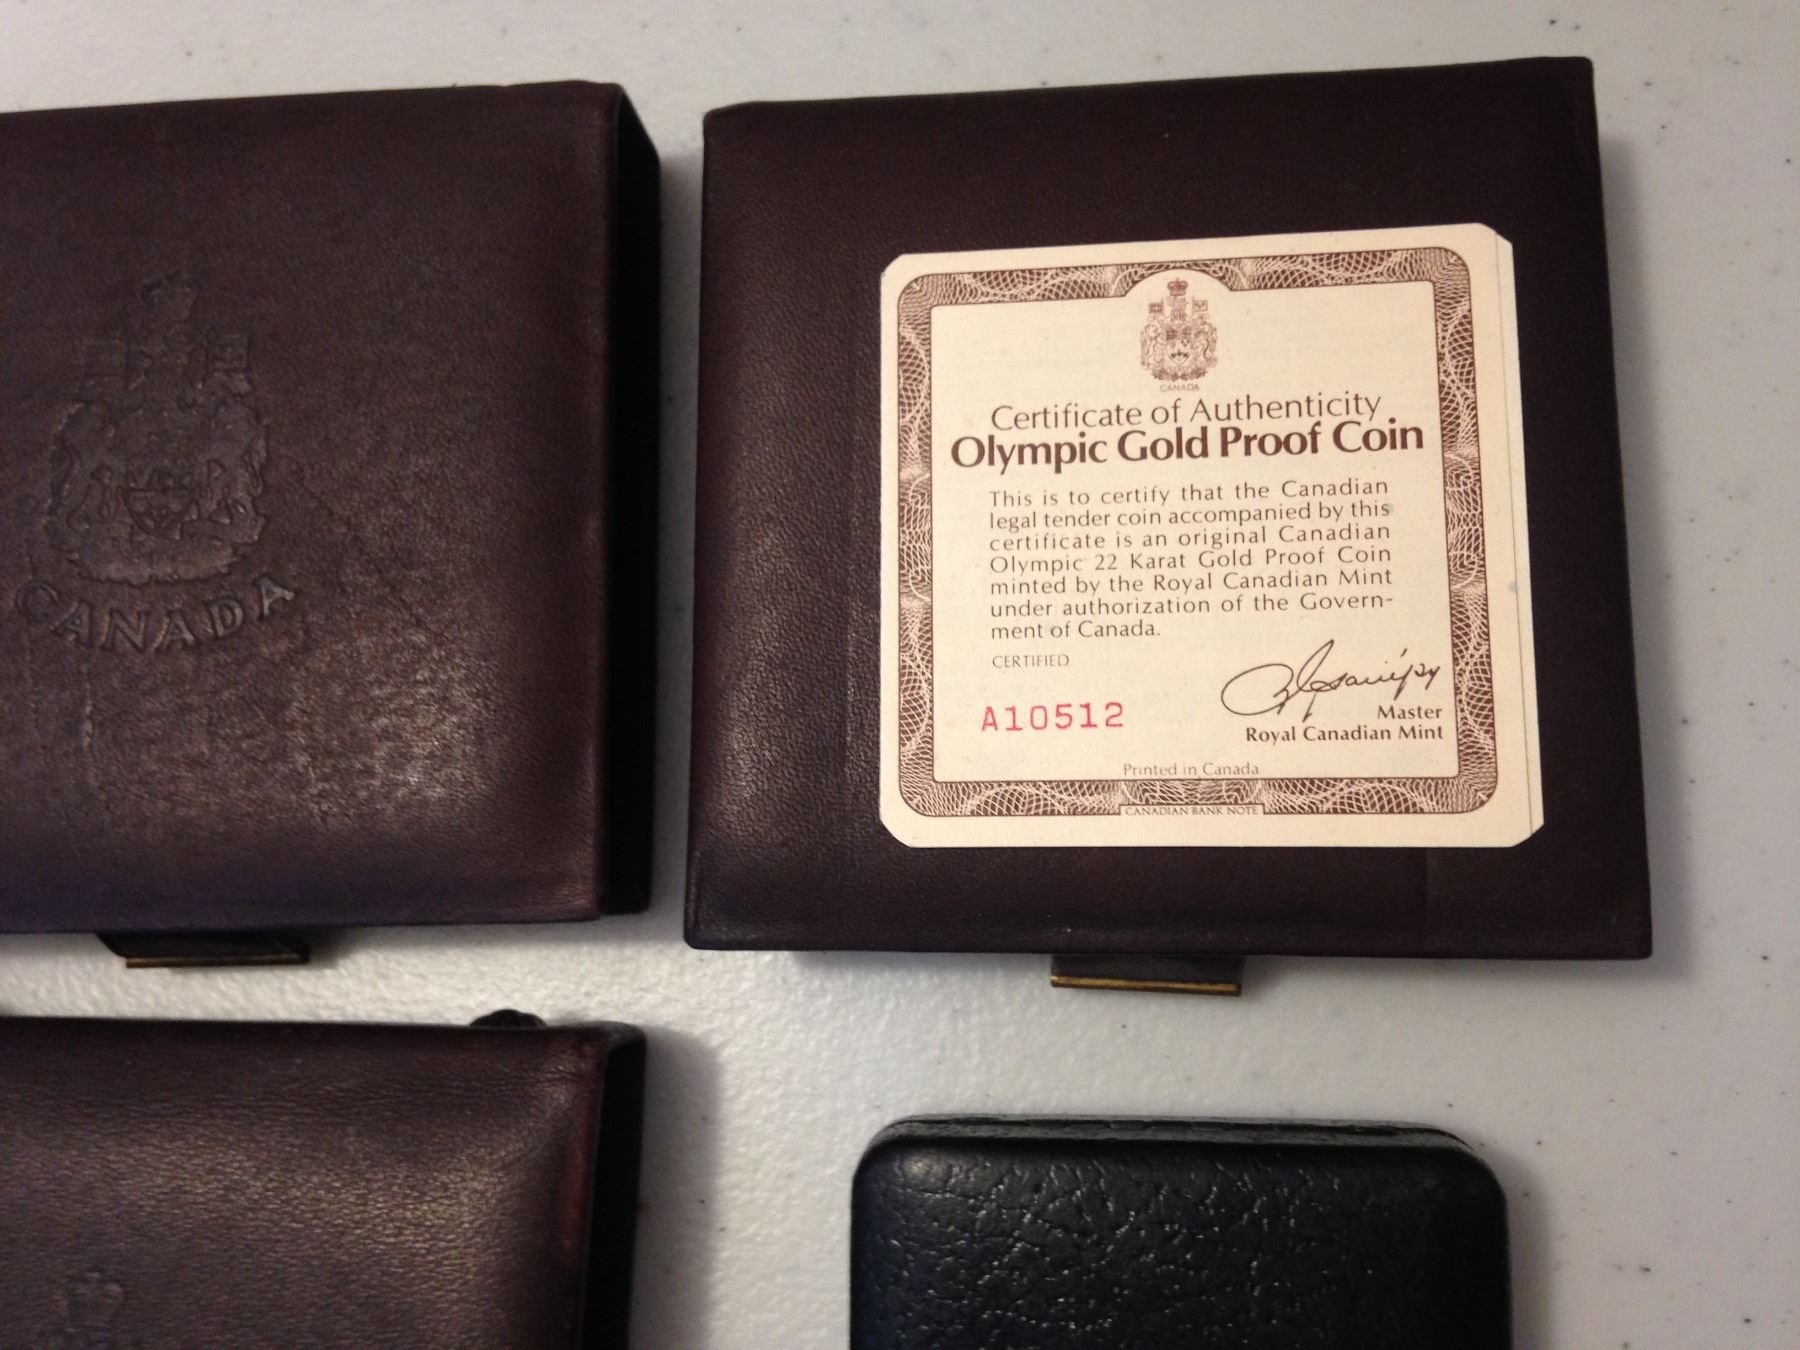 CANADA
CANADA
Certificate of Authenticity
Olympic Gold Proof Coin
This is to certify that the Canadian
legal tender coin accompanied by this
certificate is an original Canadian
Olympic 22 Karat Gold Proof Coin
minted by the Royal Canadian Mint
under authorization of the Govern-
ment of Canada.
CERTIFIED
A10512
Master
Royal Canadian Mint
Printed in Canada
CANADIAN BANK NOTE